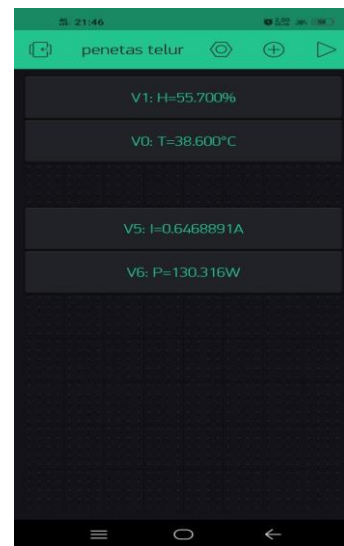 21:46
penetas telur
V1: H=55.700%
V0: T=38.600°C
V5: I=0.6468891A
V6: P=130.316W